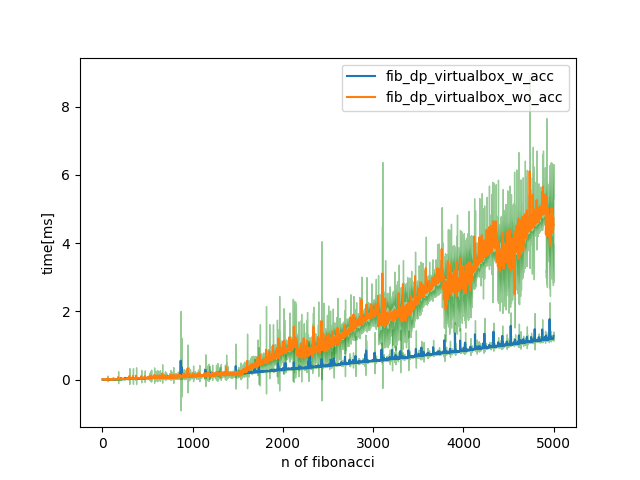 fib_dp_virtualbox_w_acc
fib_dp_virtualbox_wo_acc
time[ms]
8
6
4
2
0
0 1000 2000 3000 4000 5000
n of fibonacci